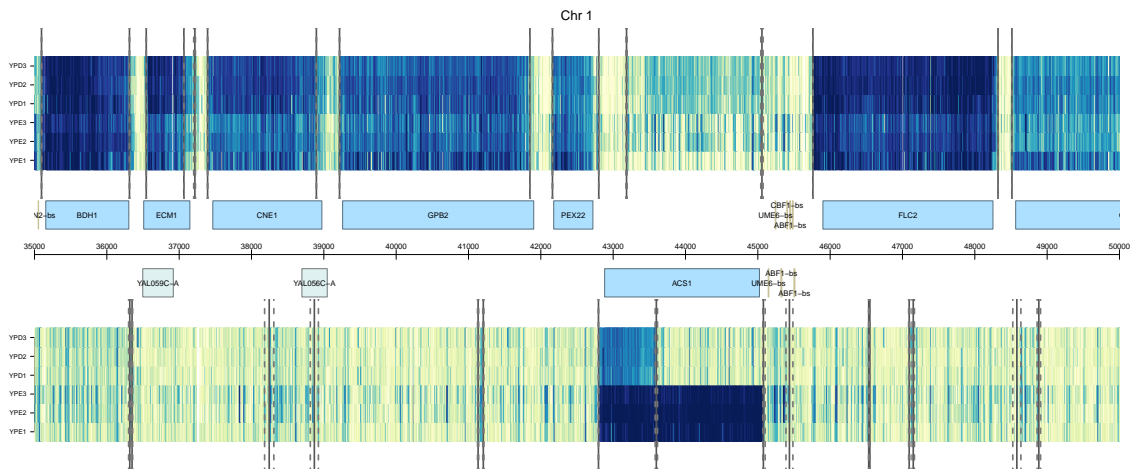 Chr 1
YPD3
YPD2
YPD1
YPE3
YPE2
YPE1
N2-bs
BDH1
ECM1
CNE1
GPB2
PEX22
CBF1-bs
UME6-bs
ABF1-bs
FLC2
35000 36000 37000 38000 39000 40000 41000 42000 43000 44000 45000 46000 47000 48000 49000 50000
YAL059C-A
YAL056C-A
ACS1
ABF1-bs
UME6-bs
ABF1-bs
YPD3
YPD2
YPD1
YPE3
YPE2
YPE1